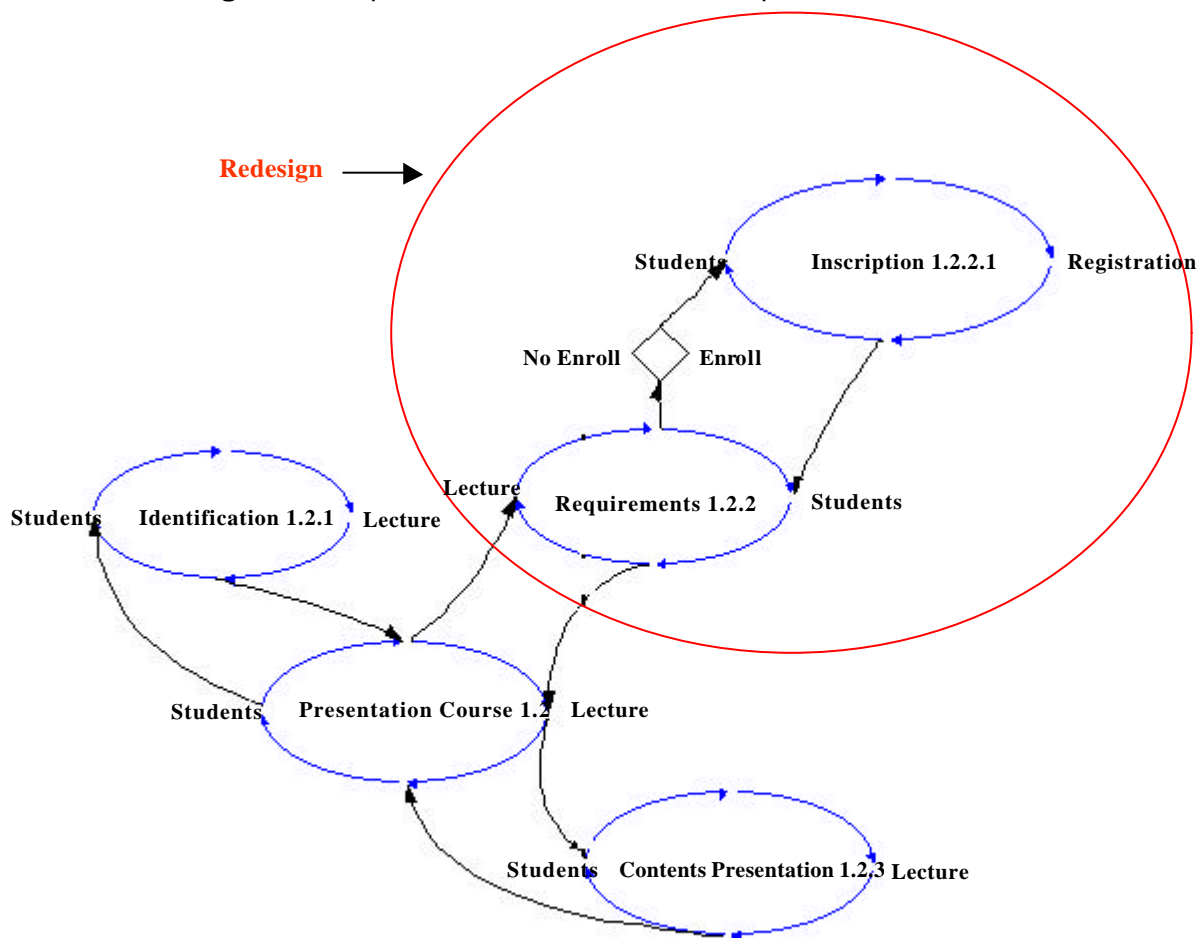 Redesign
Students Inscription 1.2.2.1 Registration
No Enroll Enroll
Lecture Requirements 1.2.2 Students
Students Identification 1.2.1 Lecture
Students Presentation Course 1.2 Lecture
Students Contents Presentation 1.2.3 Lecture